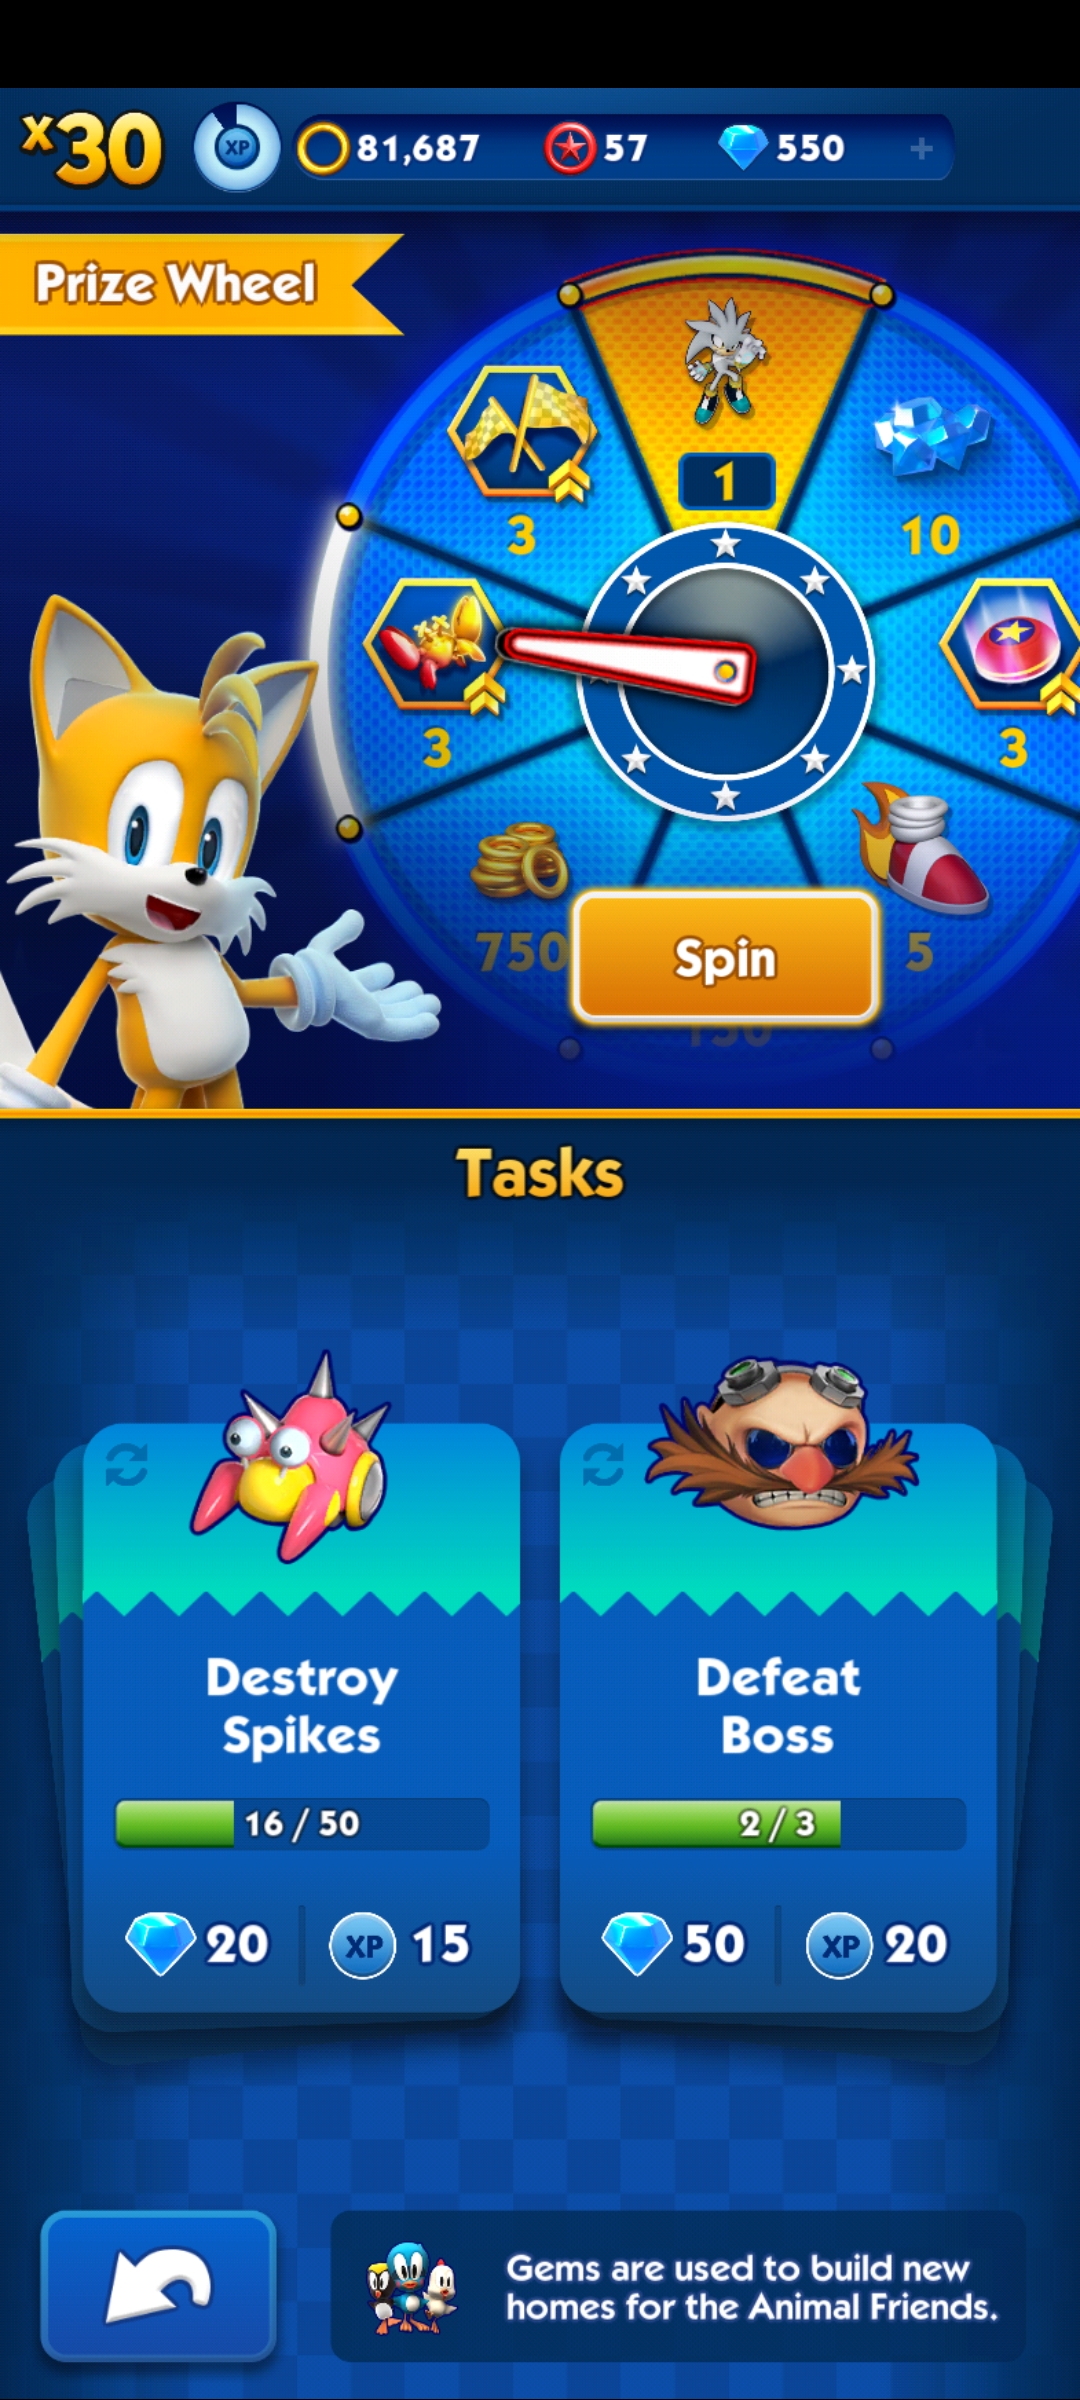 x30
XP
81,687
57
550
+
Prize Wheel
1
3
10
3
3
750
5
Spin
Tasks
Destroy
Spikes
16 / 50
20
XP 15
Defeat
Boss
2 / 3
50
XP 20
Gems are used to build new
homes for the Animal Friends.